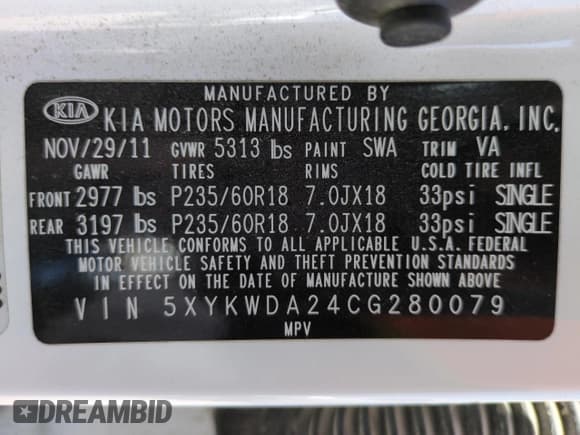 MANUFACTURED BY
KIA KIA MOTORS MANUFACTURING GEORGIA, INC.
NOV/29/11 GVWR 5313 lbs PAINT SWA TRIM VA
GAWR TIRES RIMS COLD TIRE INFL
FRONT 2977 lbs P235/60R18 7.0JX18 33psi SINGLE
REAR 3197 lbs P235/60R18 7.0JX18 33psi SINGLE
THIS VEHICLE CONFORMS TO ALL APPLICABLE U.S.A. FEDERAL
MOTOR VEHICLE SAFETY AND THEFT PREVENTION STANDARDS
IN EFFECT ON THE DATE OF MANUFACTURE SHOWN ABOVE
VIN 5XYKWDA24CG280079
MPV
DREAMBID